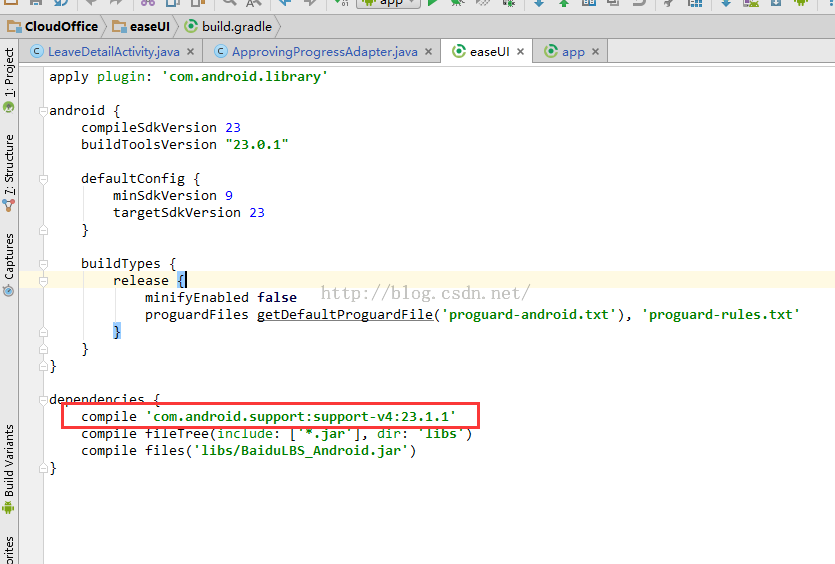 app
CloudOffice
easeUI
build.gradle
LeaveDetailActivity.java
ApprovingProgressAdapter.java
easeUI
app
1: Project
7: Structure
Captures
Build Variants
apply plugin: 'com.android.library'
android {
compileSdkVersion 23
buildToolsVersion "23.0.1"
defaultConfig {
minSdkVersion 9
targetSdkVersion 23
}
buildTypes {
release {
minifyEnabled false
proguardFiles getDefaultProguardFile('proguard-android.txt'), 'proguard-rules.txt'
}
}
}
dependencies {
compile 'com.android.support:support-v4:23.1.1'
compile fileTree(include: ['*.jar'], dir: 'libs')
compile files('libs/BaiduLBS_Android.jar')
}
http://blog.csdn.net/